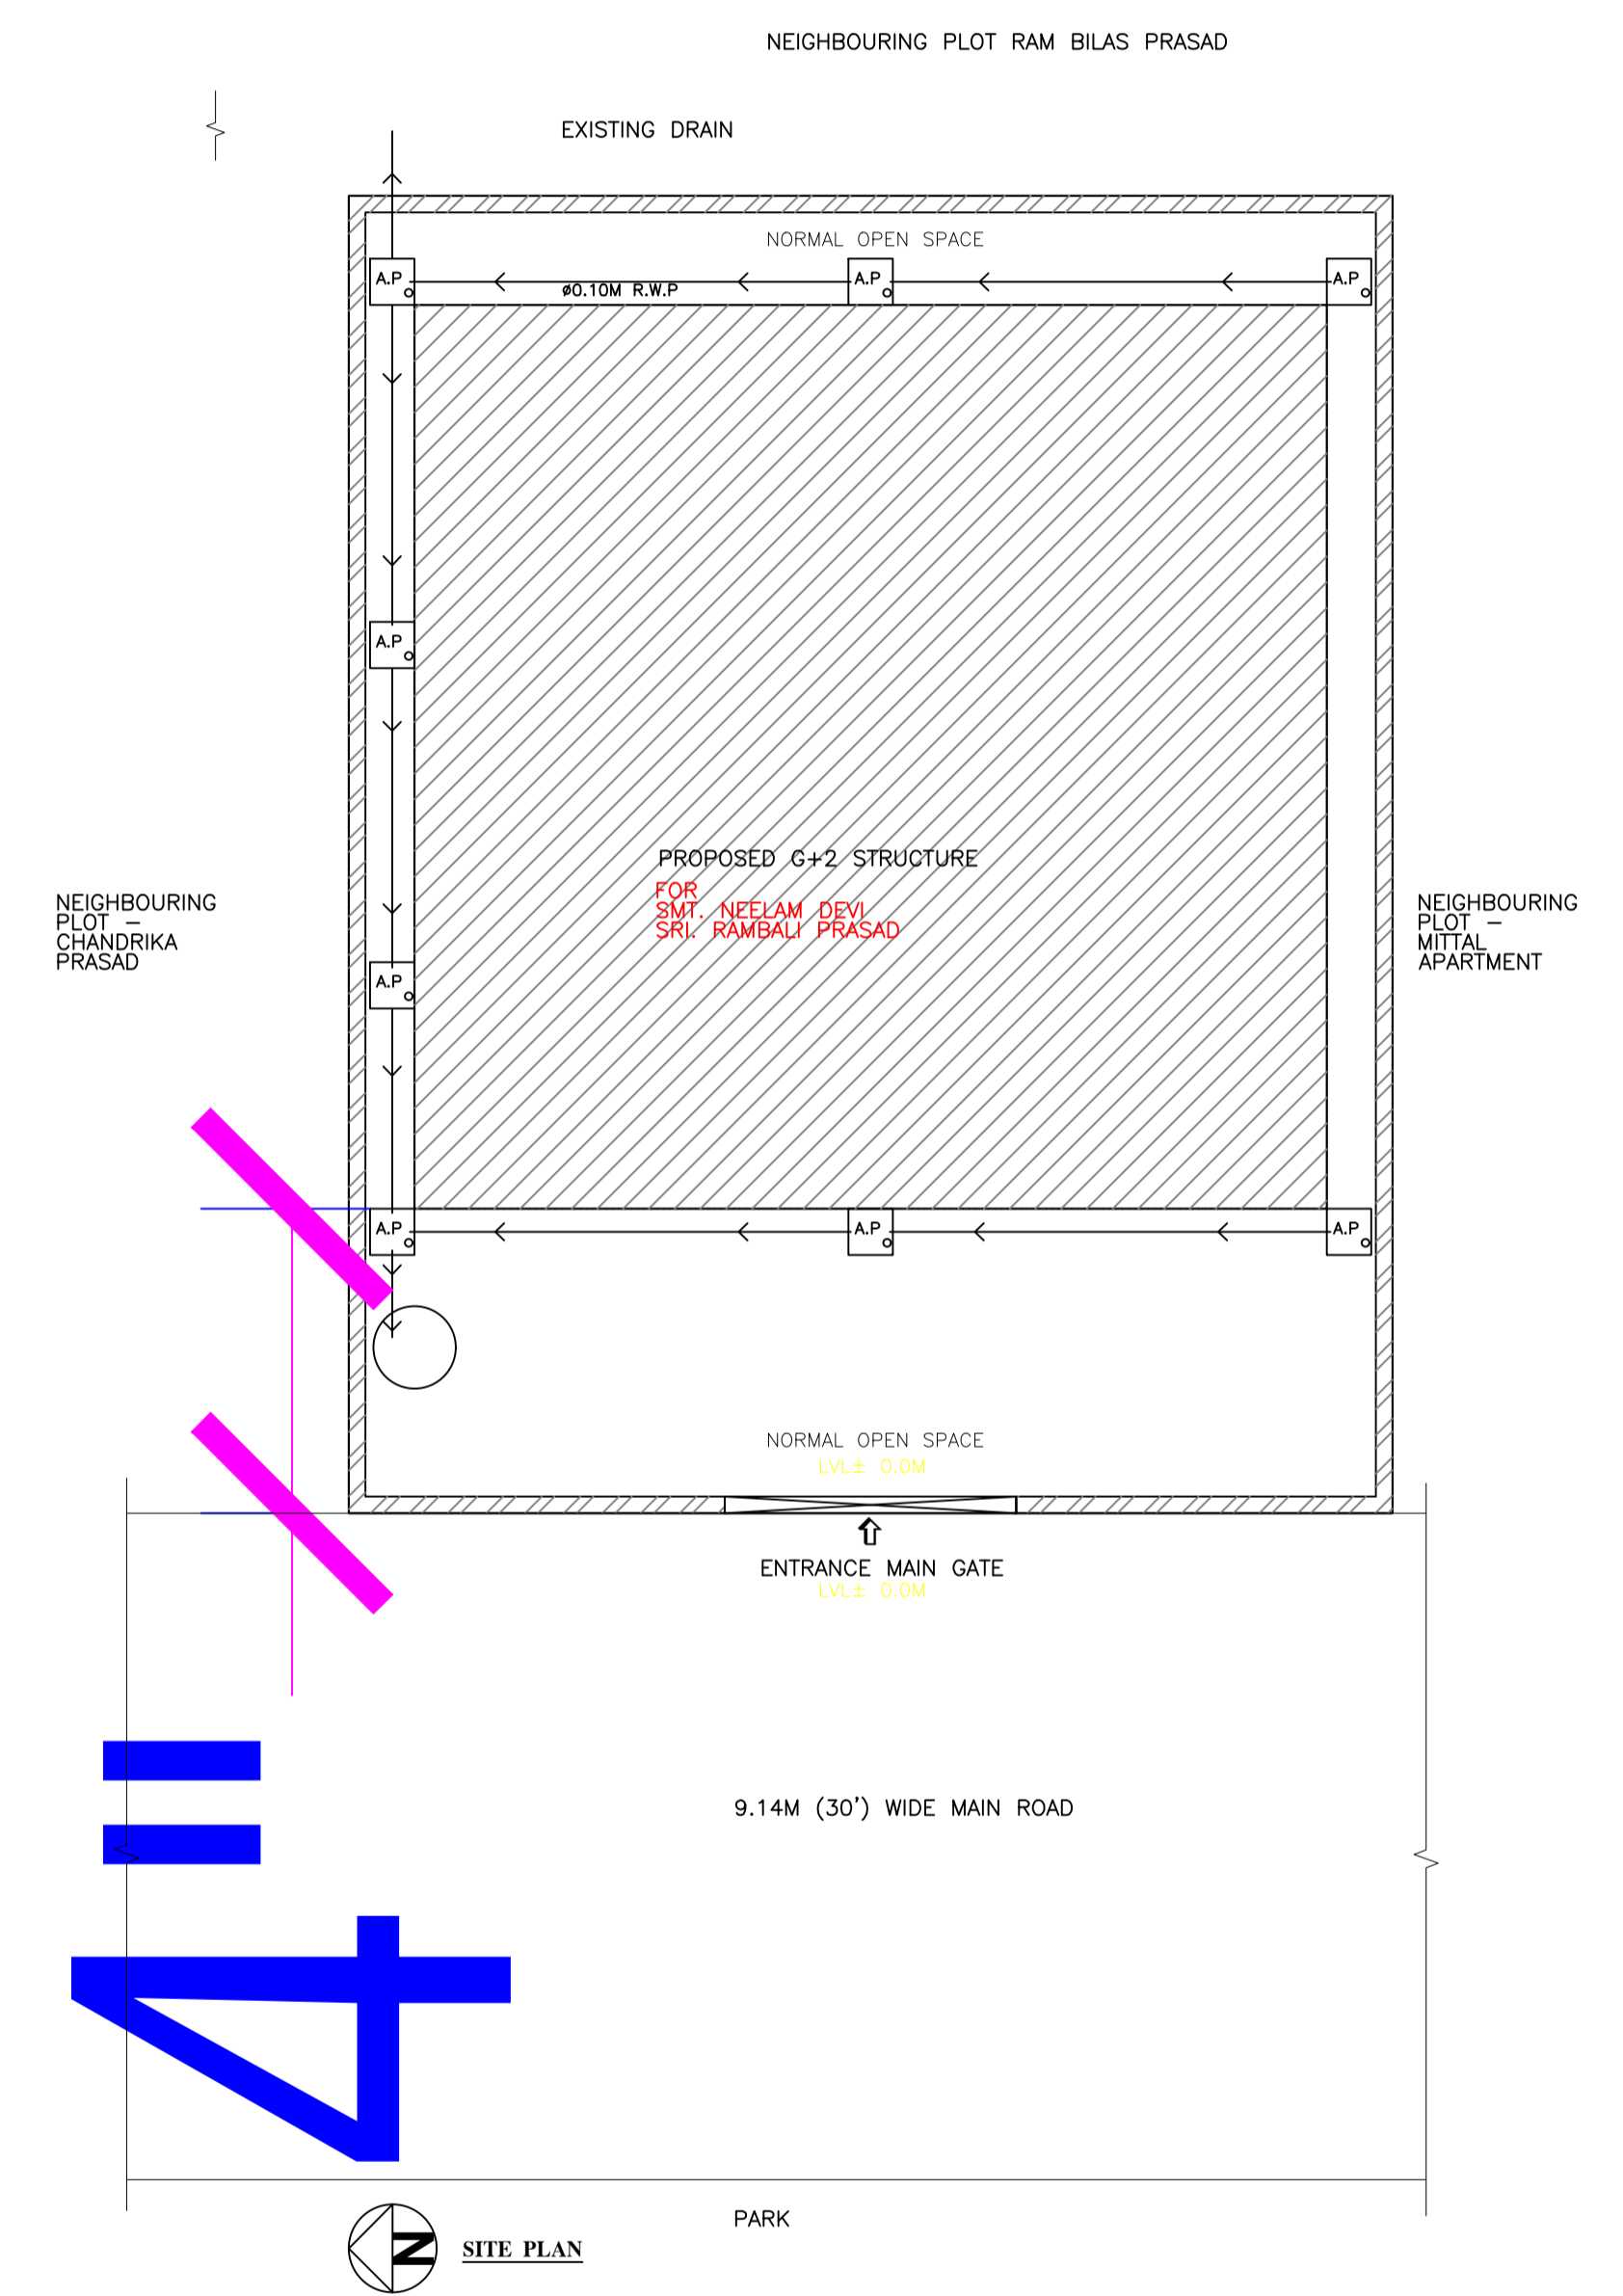 NEIGHBOURING PLOT RAM BILAS PRASAD
EXISTING DRAIN
NORMAL OPEN SPACE
A.P
A.P
A.P
ø0.10M R.W.P
A.P
PROPOSED G+2 STRUCTURE
FOR
SMT. NEELAM DEVI
SRI. RAMBALI PRASAD
NEIGHBOURING
PLOT –
CHANDRIKA
PRASAD
NEIGHBOURING
PLOT –
MITTAL
APARTMENT
A.P
A.P
A.P
A.P
NORMAL OPEN SPACE
LVL± 0.0M
ENTRANCE MAIN GATE
LVL± 0.0M
9.14M (30') WIDE MAIN ROAD
4"
PARK
N
SITE PLAN